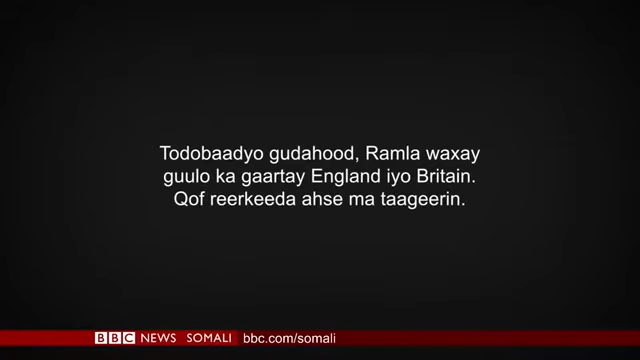 Todobaadyo gudahood, Ramla waxay
guulo ka gaartay England iyo Britain.
Qof reerkeeda ahse ma taageerin.
BBC NEWS SOMALI bbc.com/somali